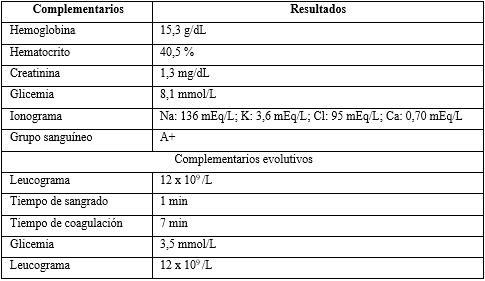 Complementarios Resultados
Hemoglobina 15,3 g/dL
Hematocrito 40,5 %
Creatinina 1,3 mg/dL
Glicemia 8,1 mmol/L
Ionograma Na: 136 mEq/L; K: 3,6 mEq/L; Cl: 95 mEq/L; Ca: 0,70 mEq/L
Grupo sanguíneo A+
Complementarios evolutivos
Leucograma 12 x 10⁹ /L
Tiempo de sangrado 1 min
Tiempo de coagulación 7 min
Glicemia 3,5 mmol/L
Leucograma 12 x 10⁹ /L